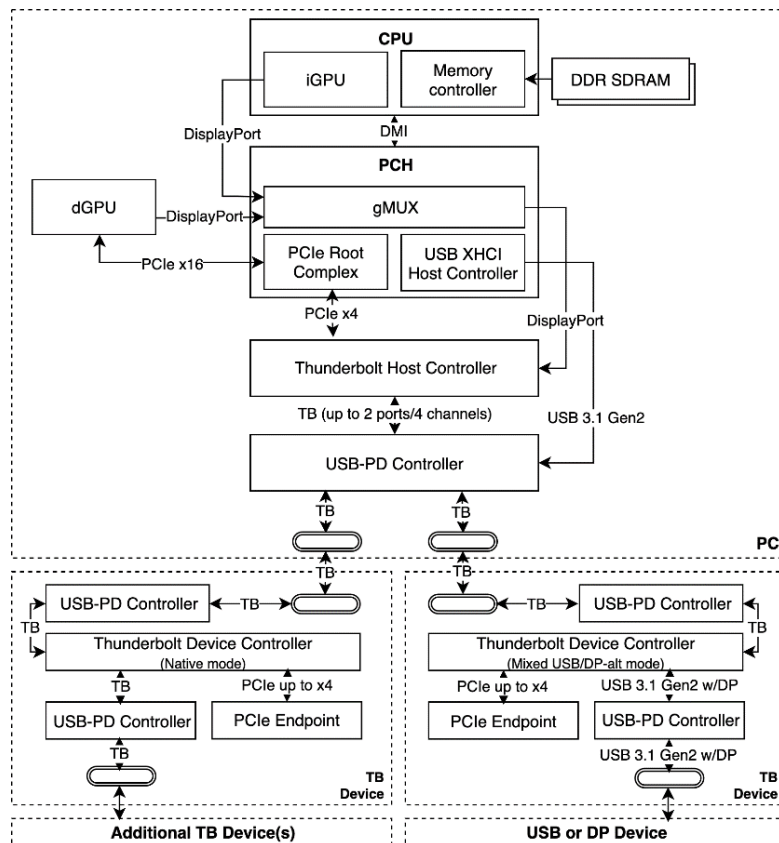 CPU
iGPU
Memory
controller
DDR SDRAM
DisplayPort
DMI
PCH
dGPU
DisplayPort
gMUX
PCIe x16
PCIe Root
Complex
USB XHCI
Host Controller
PCIe x4
DisplayPort
Thunderbolt Host Controller
TB (up to 2 ports/4 channels)
USB 3.1 Gen2
USB-PD Controller
TB
TB
PC
TB
TB
USB-PD Controller
TB
TB
Thunderbolt Device Controller
(Native mode)
TB
PCIe up to x4
USB-PD Controller
PCIe Endpoint
TB
TB
Device
Additional TB Device(s)
TB
USB-PD Controller
TB
Thunderbolt Device Controller
(Mixed USB/DP-alt mode)
PCIe up to x4
USB 3.1 Gen2 w/DP
PCIe Endpoint
USB-PD Controller
USB 3.1 Gen2 w/DP
TB
Device
USB or DP Device